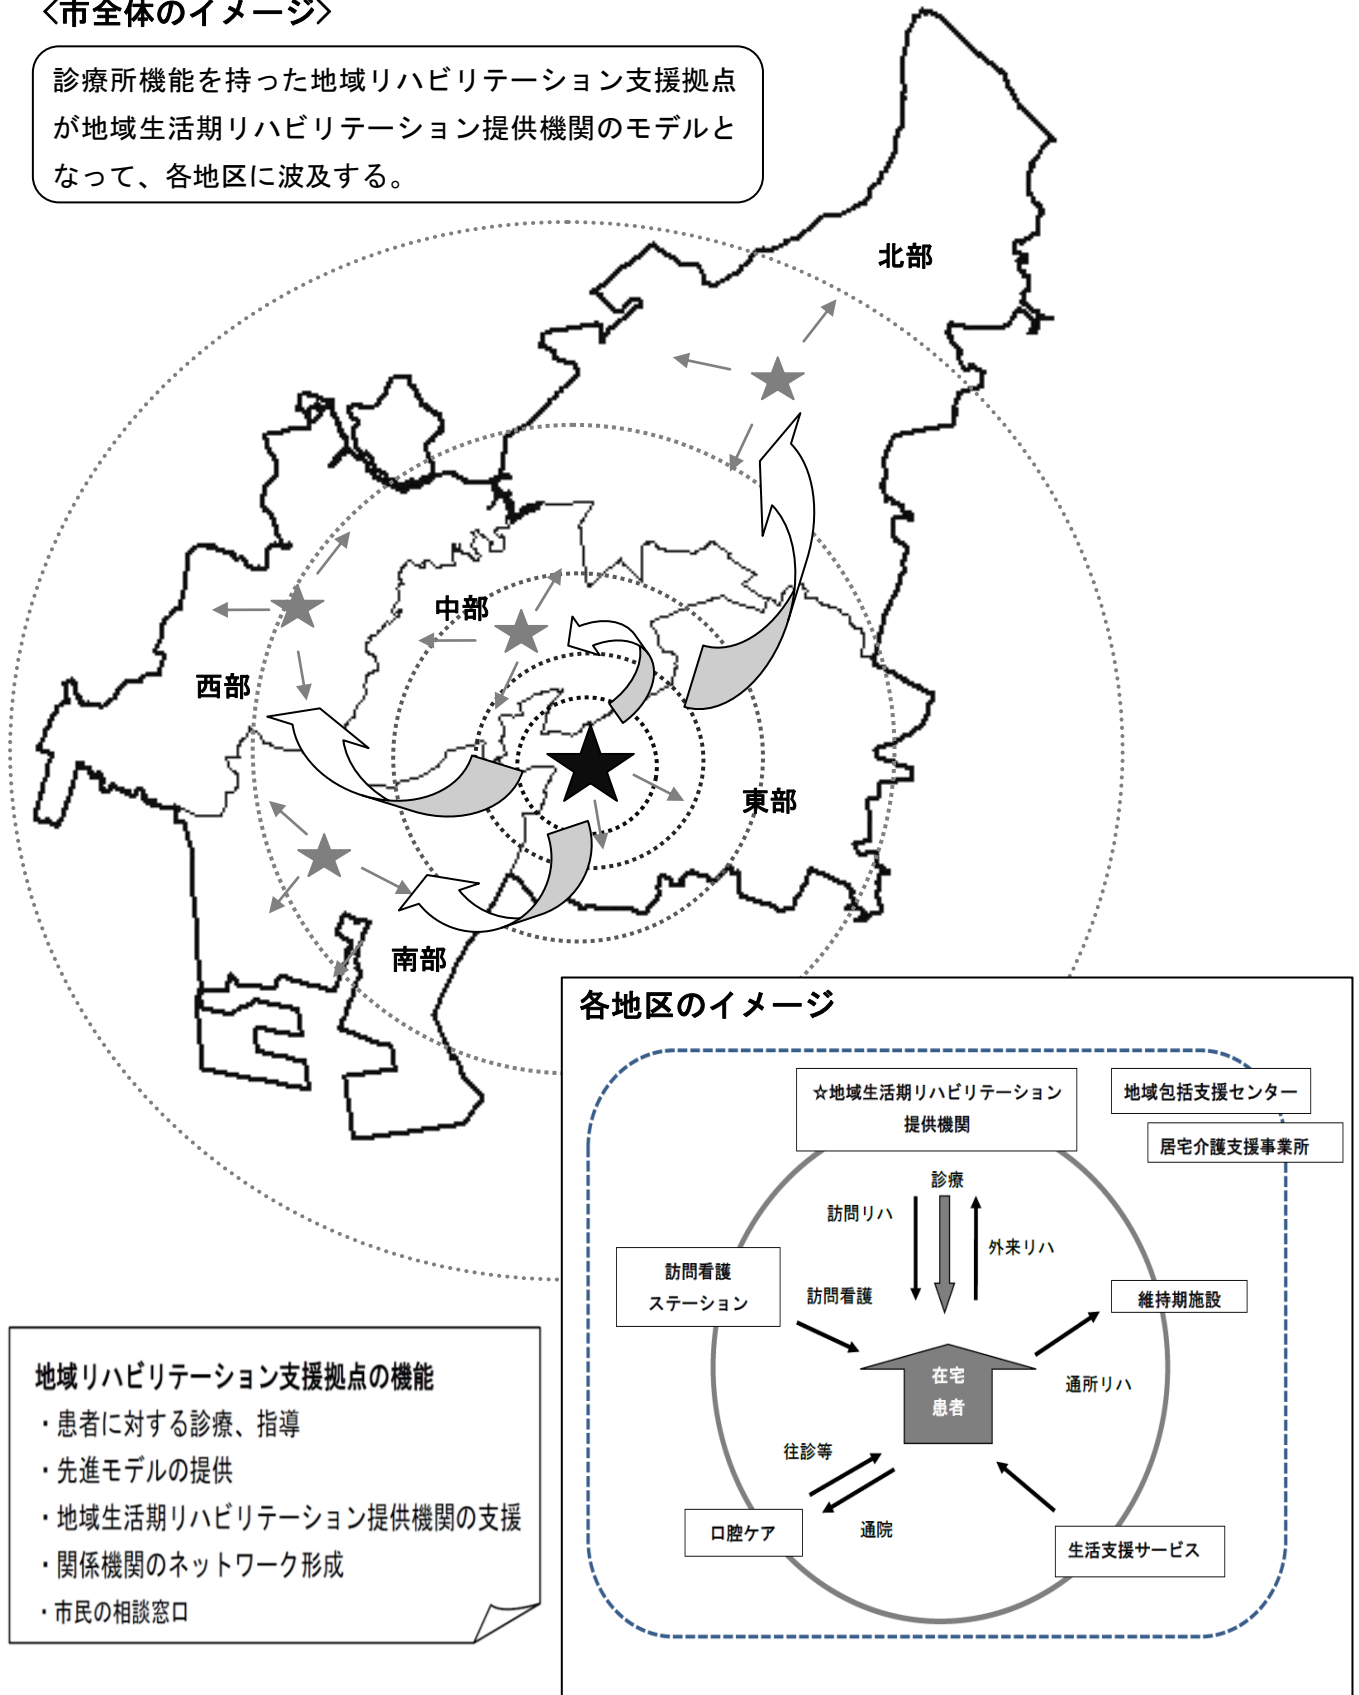 〈市全体のイメージ〉
診療所機能を持った地域リハビリテーション支援拠点
が地域生活期リハビリテーション提供機関のモデルと
なって、各地区に波及する。
北部
中部
西部
東部
南部
各地区のイメージ
☆地域生活期リハビリテーション
提供機関
地域包括支援センター
居宅介護支援事業所
診療
訪問リハ
外来リハ
訪問看護
ステーション
訪問看護
維持期施設
在宅
患者
通所リハ
往診等
通院
口腔ケア
生活支援サービス
地域リハビリテーション支援拠点の機能
・患者に対する診療、指導
・先進モデルの提供
・地域生活期リハビリテーション提供機関の支援
・関係機関のネットワーク形成
・市民の相談窓口